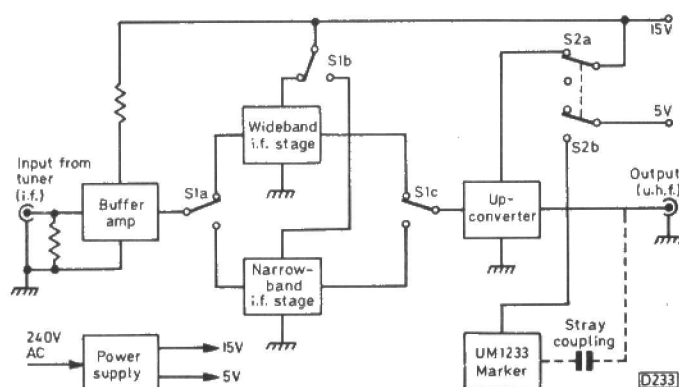 S2a
15V
S1b
5V
S2b
Wideband
i.f. stage
Input from
tuner
(i.f.)
S1a
S1c
Output
(u.h.f.)
Buffer
amp
Up-
converter
Narrow-
band
i.f. stage
240V
AC
Power
supply
15V
5V
UM1233
Marker
Stray
coupling
D233